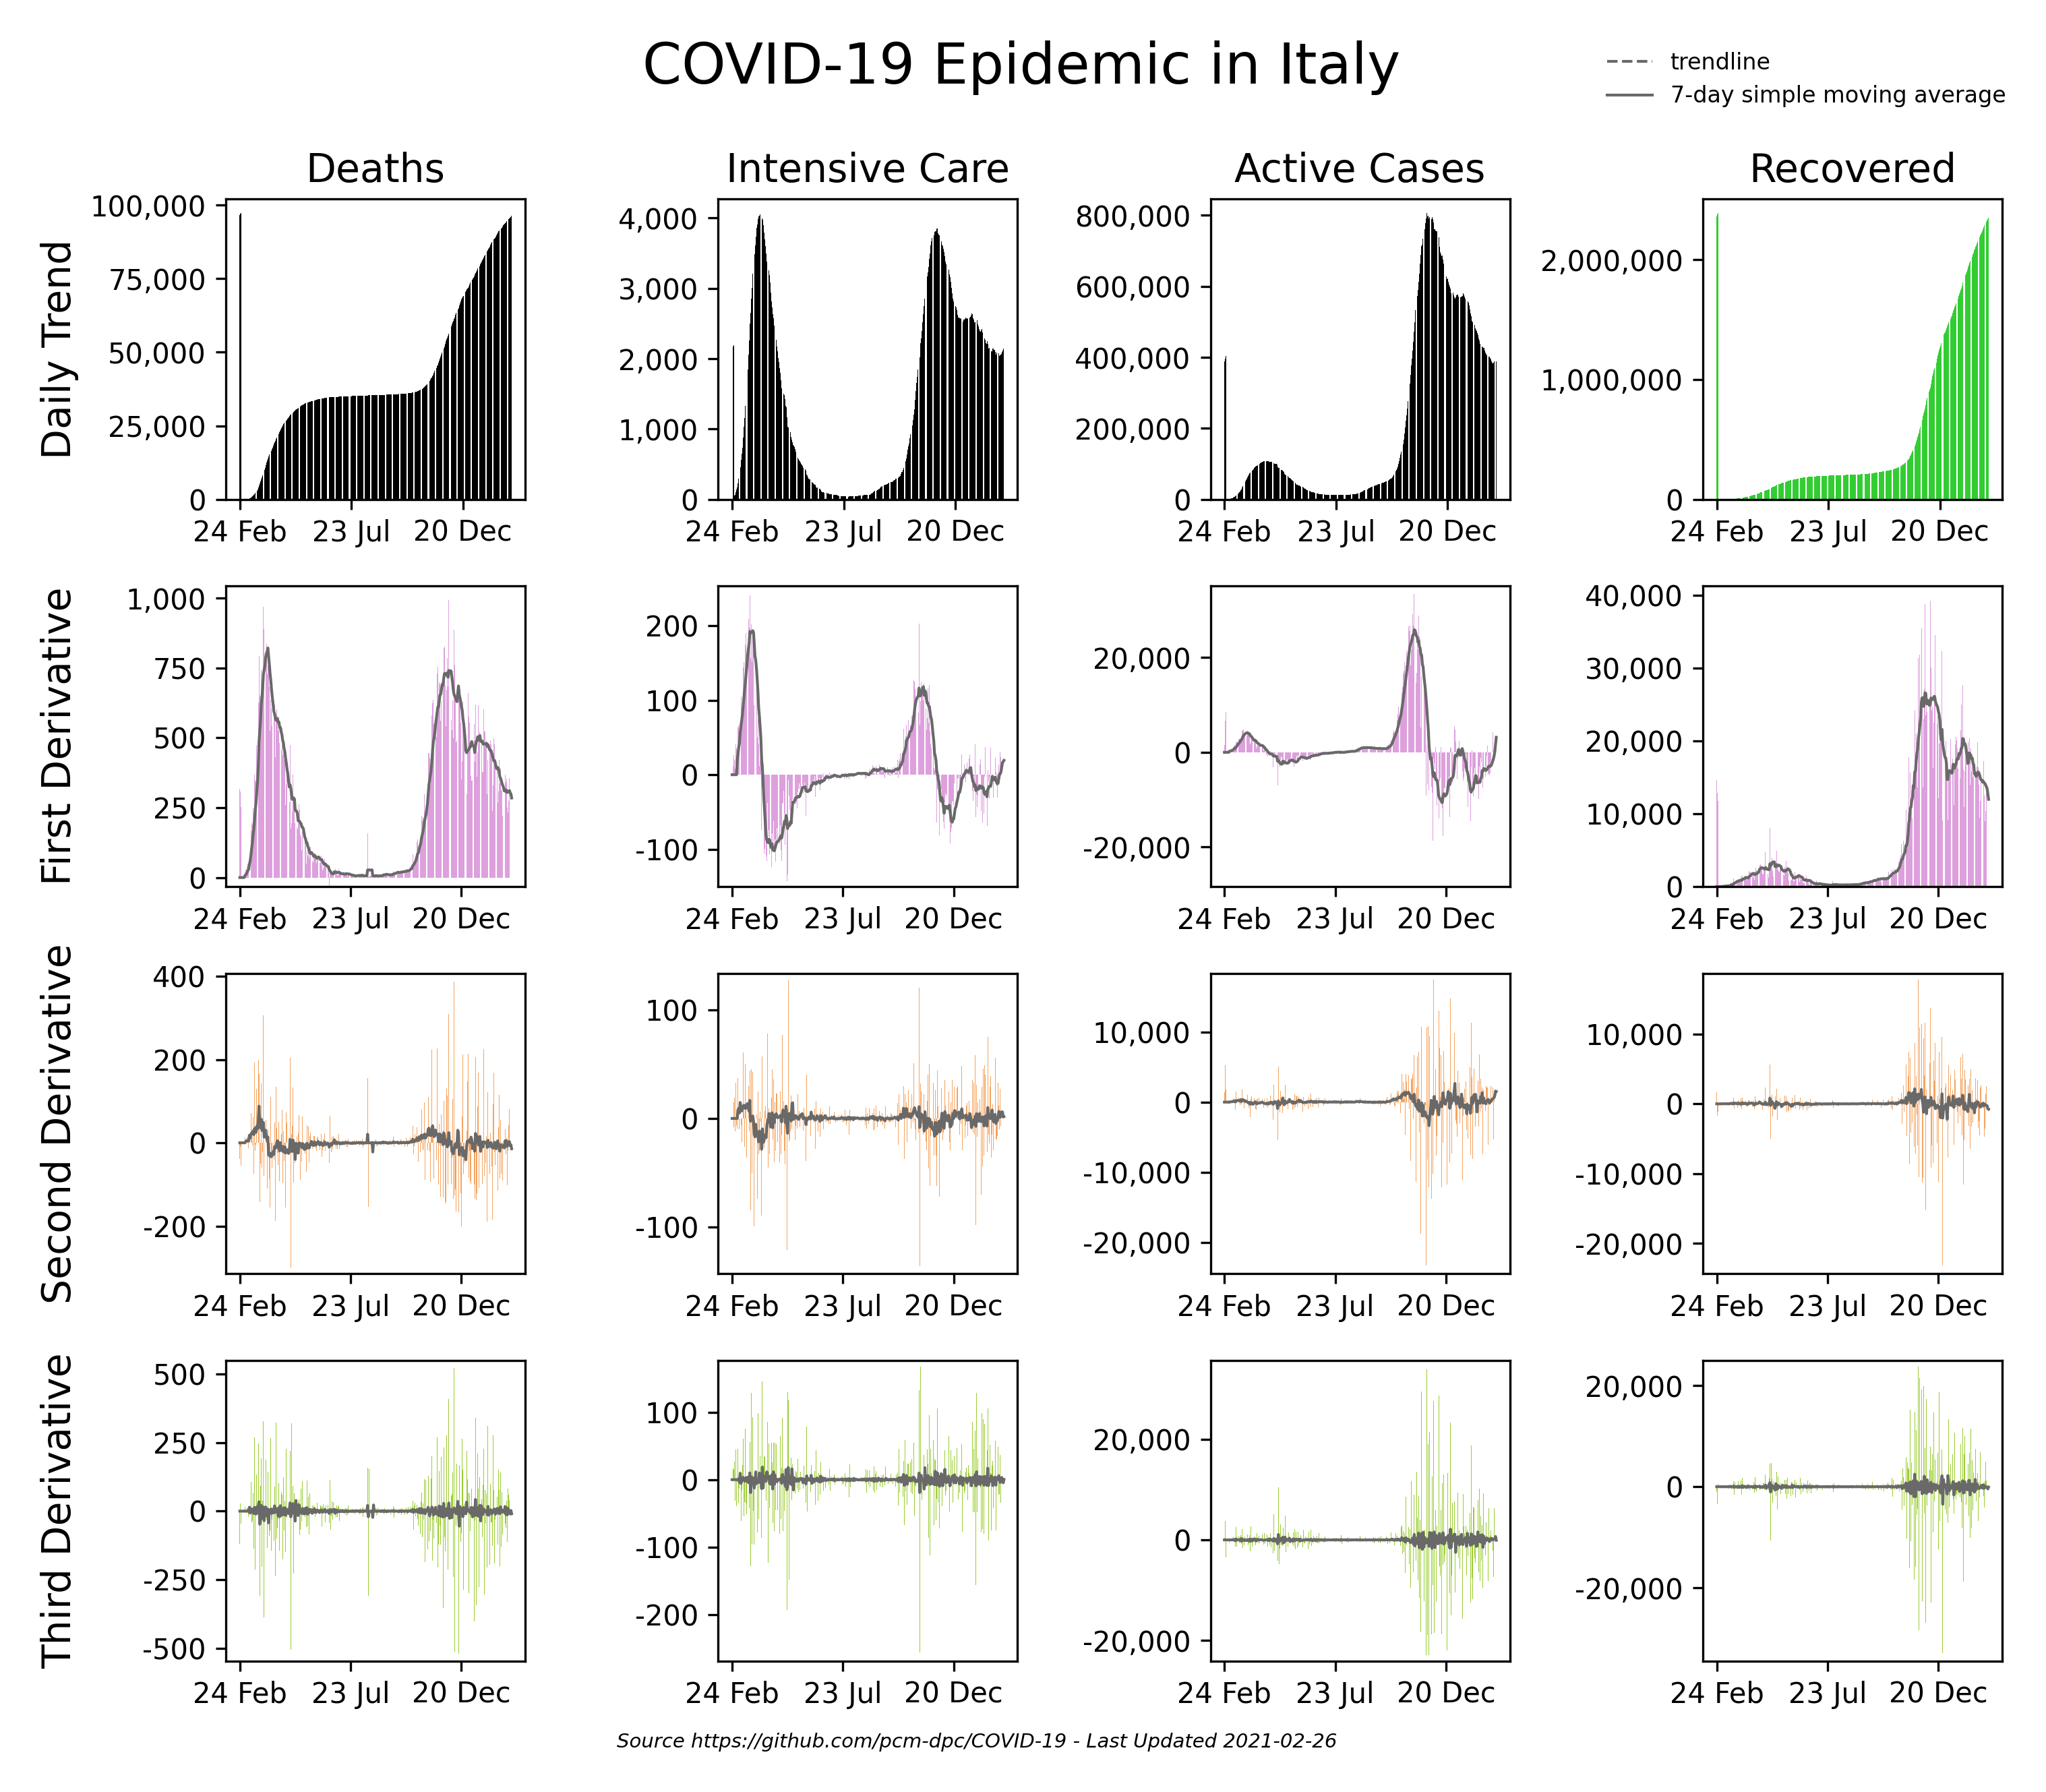 COVID-19 Epidemic in Italy
trendline
7-day simple moving average
Deaths
Intensive Care
Active Cases
Recovered
Daily Trend
100,000
75,000
50,000
25,000
0
24 Feb 23 Jul 20 Dec
4,000
3,000
2,000
1,000
0
24 Feb 23 Jul 20 Dec
800,000
600,000
400,000
200,000
0
24 Feb 23 Jul 20 Dec
2,000,000
1,000,000
0
24 Feb 23 Jul 20 Dec
First Derivative
1,000
750
500
250
0
24 Feb 23 Jul 20 Dec
200
100
0
-100
24 Feb 23 Jul 20 Dec
20,000
0
-20,000
24 Feb 23 Jul 20 Dec
40,000
30,000
20,000
10,000
0
24 Feb 23 Jul 20 Dec
Second Derivative
400
200
0
-200
24 Feb 23 Jul 20 Dec
100
0
-100
24 Feb 23 Jul 20 Dec
10,000
0
-10,000
-20,000
24 Feb 23 Jul 20 Dec
10,000
0
-10,000
-20,000
24 Feb 23 Jul 20 Dec
Third Derivative
500
250
0
-250
-500
24 Feb 23 Jul 20 Dec
100
0
-100
-200
24 Feb 23 Jul 20 Dec
20,000
0
-20,000
24 Feb 23 Jul 20 Dec
20,000
0
-20,000
24 Feb 23 Jul 20 Dec
Source https://github.com/pcm-dpc/COVID-19 - Last Updated 2021-02-26